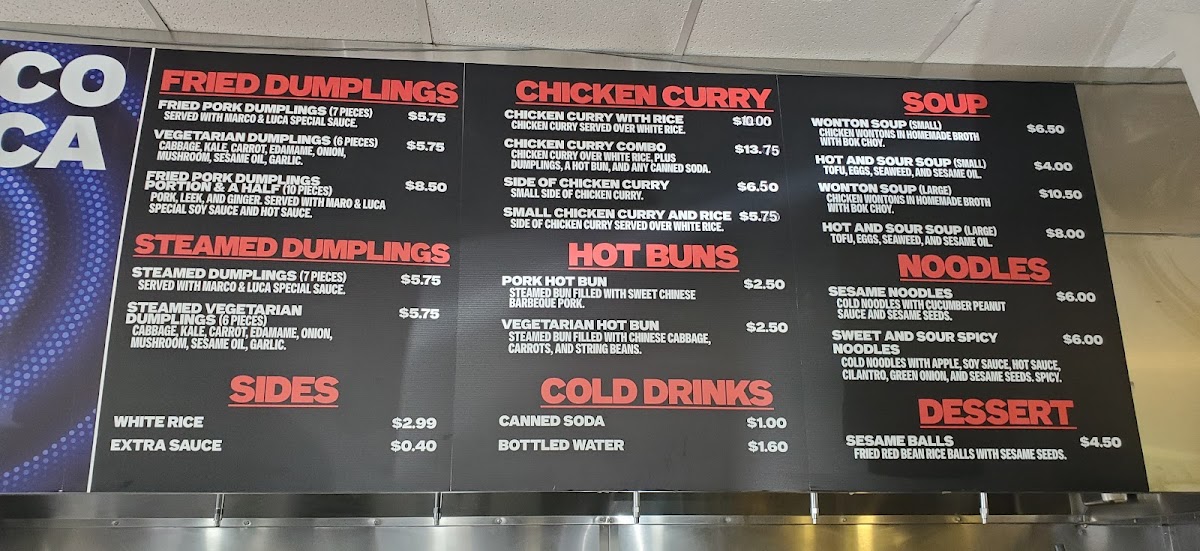 CO
CA
FRIED DUMPLINGS
FRIED PORK DUMPLINGS (7 PIECES) $5.75
SERVED WITH MARCO & LUCA SPECIAL SAUCE.
VEGETARIAN DUMPLINGS (6 PIECES) $5.75
CABBAGE, KALE, CARROT, EDAMAME, ONION,
MUSHROOM, SESAME OIL, GARLIC.
FRIED PORK DUMPLINGS
PORTION & A HALF (10 PIECES) $8.50
PORK, LEEK, AND GINGER. SERVED WITH MARO & LUCA
SPECIAL SOY SAUCE AND HOT SAUCE.
STEAMED DUMPLINGS
STEAMED DUMPLINGS (7 PIECES) $5.75
SERVED WITH MARCO & LUCA SPECIAL SAUCE.
STEAMED VEGETARIAN $5.75
DUMPLINGS (6 PIECES)
CABBAGE, KALE, CARROT, EDAMAME, ONION,
MUSHROOM, SESAME OIL, GARLIC.
SIDES
WHITE RICE $2.99
EXTRA SAUCE $0.40
CHICKEN CURRY
CHICKEN CURRY WITH RICE $10.00
CHICKEN CURRY SERVED OVER WHITE RICE.
CHICKEN CURRY COMBO $13.75
CHICKEN CURRY OVER WHITE RICE, PLUS
DUMPLINGS, A HOT BUN, AND ANY CANNED SODA.
SIDE OF CHICKEN CURRY $6.50
SMALL SIDE OF CHICKEN CURRY.
SMALL CHICKEN CURRY AND RICE $5.75
SIDE OF CHICKEN CURRY SERVED OVER WHITE RICE.
HOT BUNS
PORK HOT BUN $2.50
STEAMED BUN FILLED WITH SWEET CHINESE
BARBEQUE PORK.
VEGETARIAN HOT BUN $2.50
STEAMED BUN FILLED WITH CHINESE CABBAGE,
CARROTS, AND STRING BEANS.
COLD DRINKS
CANNED SODA $1.00
BOTTLED WATER $1.60
SOUP
WONTON SOUP (SMALL) $6.50
CHICKEN WONTONS IN HOMEMADE BROTH
WITH BOK CHOY.
HOT AND SOUR SOUP (SMALL) $4.00
TOFU, EGGS, SEAWEED, AND SESAME OIL.
WONTON SOUP (LARGE) $10.50
CHICKEN WONTONS IN HOMEMADE BROTH
WITH BOK CHOY.
HOT AND SOUR SOUP (LARGE) $8.00
TOFU, EGGS, SEAWEED, AND SESAME OIL.
NOODLES
SESAME NOODLES $6.00
COLD NOODLES WITH CUCUMBER PEANUT
SAUCE AND SESAME SEEDS.
SWEET AND SOUR SPICY $6.00
NOODLES
COLD NOODLES WITH APPLE, SOY SAUCE, HOT SAUCE,
CILANTRO, GREEN ONION, AND SESAME SEEDS. SPICY.
DESSERT
SESAME BALLS $4.50
FRIED RED BEAN RICE BALLS WITH SESAME SEEDS.